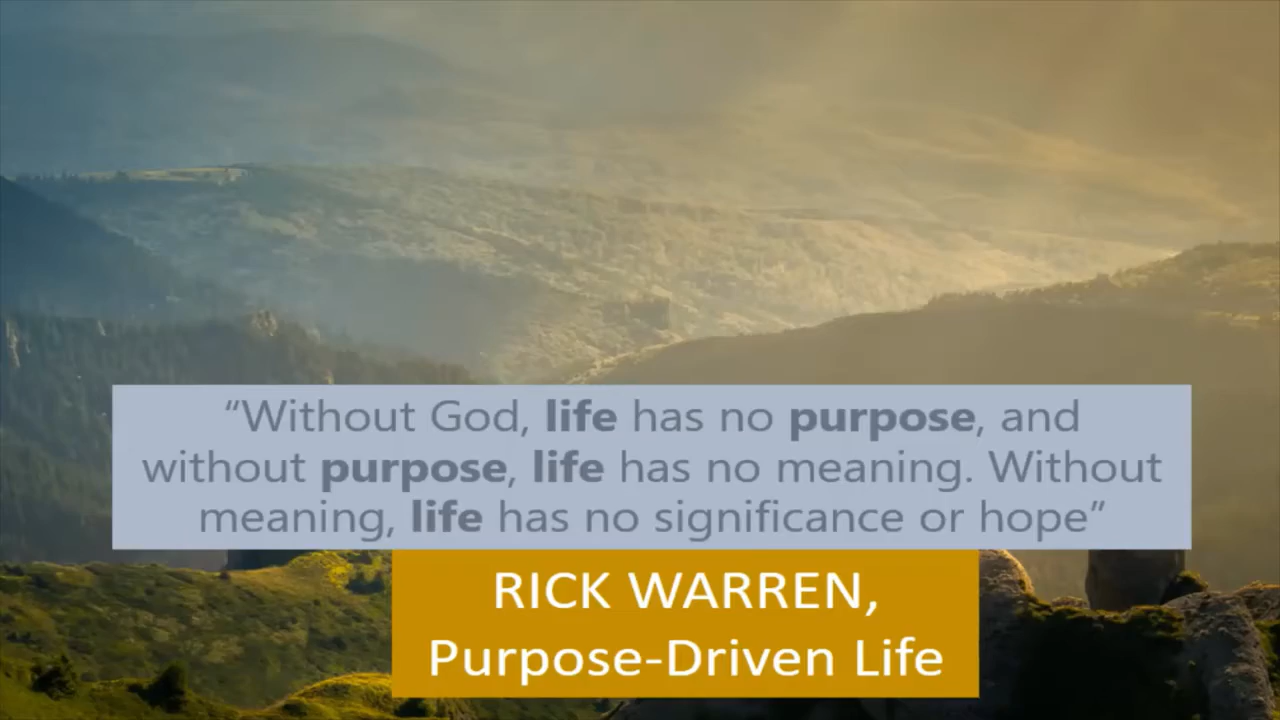 “Without God, life has no purpose, and
without purpose, life has no meaning. Without
meaning, life has no significance or hope”
RICK WARREN,
Purpose-Driven Life